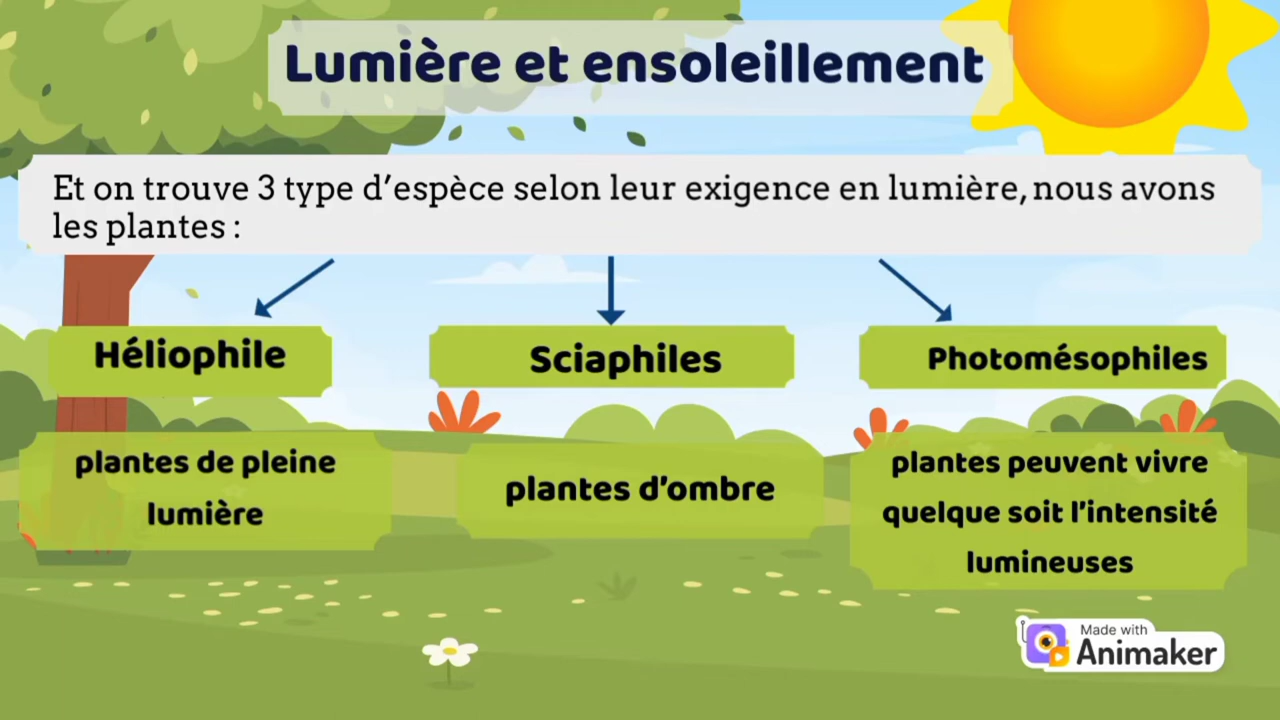 Lumière et ensoleillement
Et on trouve 3 type d'espèce selon leur exigence en lumière, nous avons
les plantes :
Héliophile
Sciaphiles
Photomésophiles
plantes de pleine
lumière
plantes d'ombre
plantes peuvent vivre
quelque soit l'intensité
lumineuses
Made with
Animaker